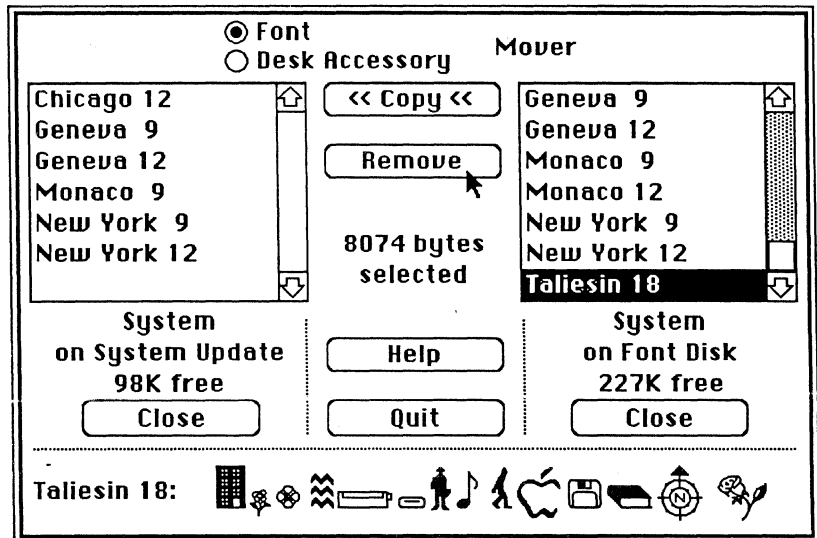 Font
Desk Accessory
Mover
Chicago 12
Geneva 9
Geneva 12
Monaco 9
New York 9
New York 12
<< Copy <<
Remove
8074 bytes
selected
Geneva 9
Geneva 12
Monaco 9
Monaco 12
New York 9
New York 12
Taliesin 18
System
on System Update
98K free
Close
Help
Quit
System
on Font Disk
227K free
Close
Taliesin 18:
N